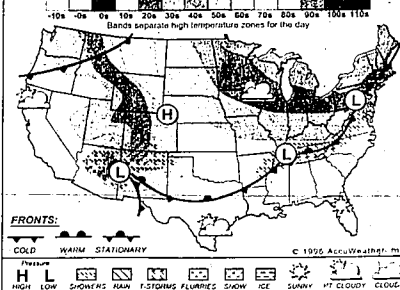 -10s -0s 0s 10s 20s 30s 40s 50s 60s 70s 80s 90s 100s 110s
Bands separate high temperature zones for the day
H
L
L
L
FRONTS:
COLD WARM STATIONARY
© 1996 AccuWeather,
Pressure
H L
HIGH LOW SHOWERS RAIN T-STORMS FLURRIES SNOW ICE SUNNY PT CLOUDY CLOUD